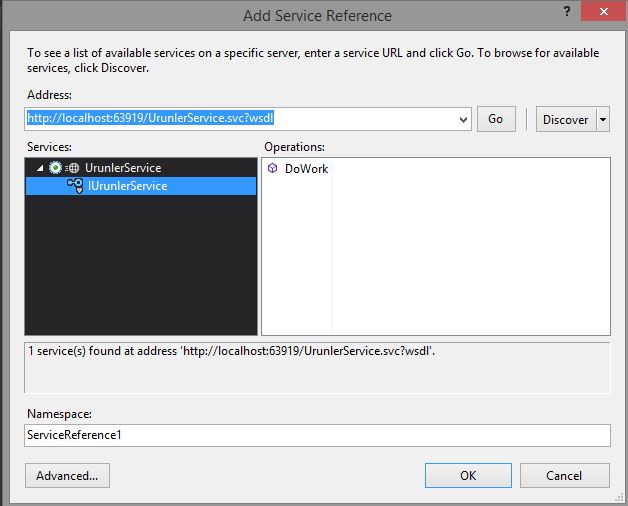 Add Service Reference
? x
To see a list of available services on a specific server, enter a service URL and click Go. To browse for available
services, click Discover.
Address:
http://localhost:63919/UrunlerService.svc?wsdl
Go
Discover
Services:
Operations:
UrunlerService
IUrunlerService
DoWork
1 service(s) found at address 'http://localhost:63919/UrunlerService.svc?wsdl'.
Namespace:
ServiceReference1
Advanced...
OK
Cancel